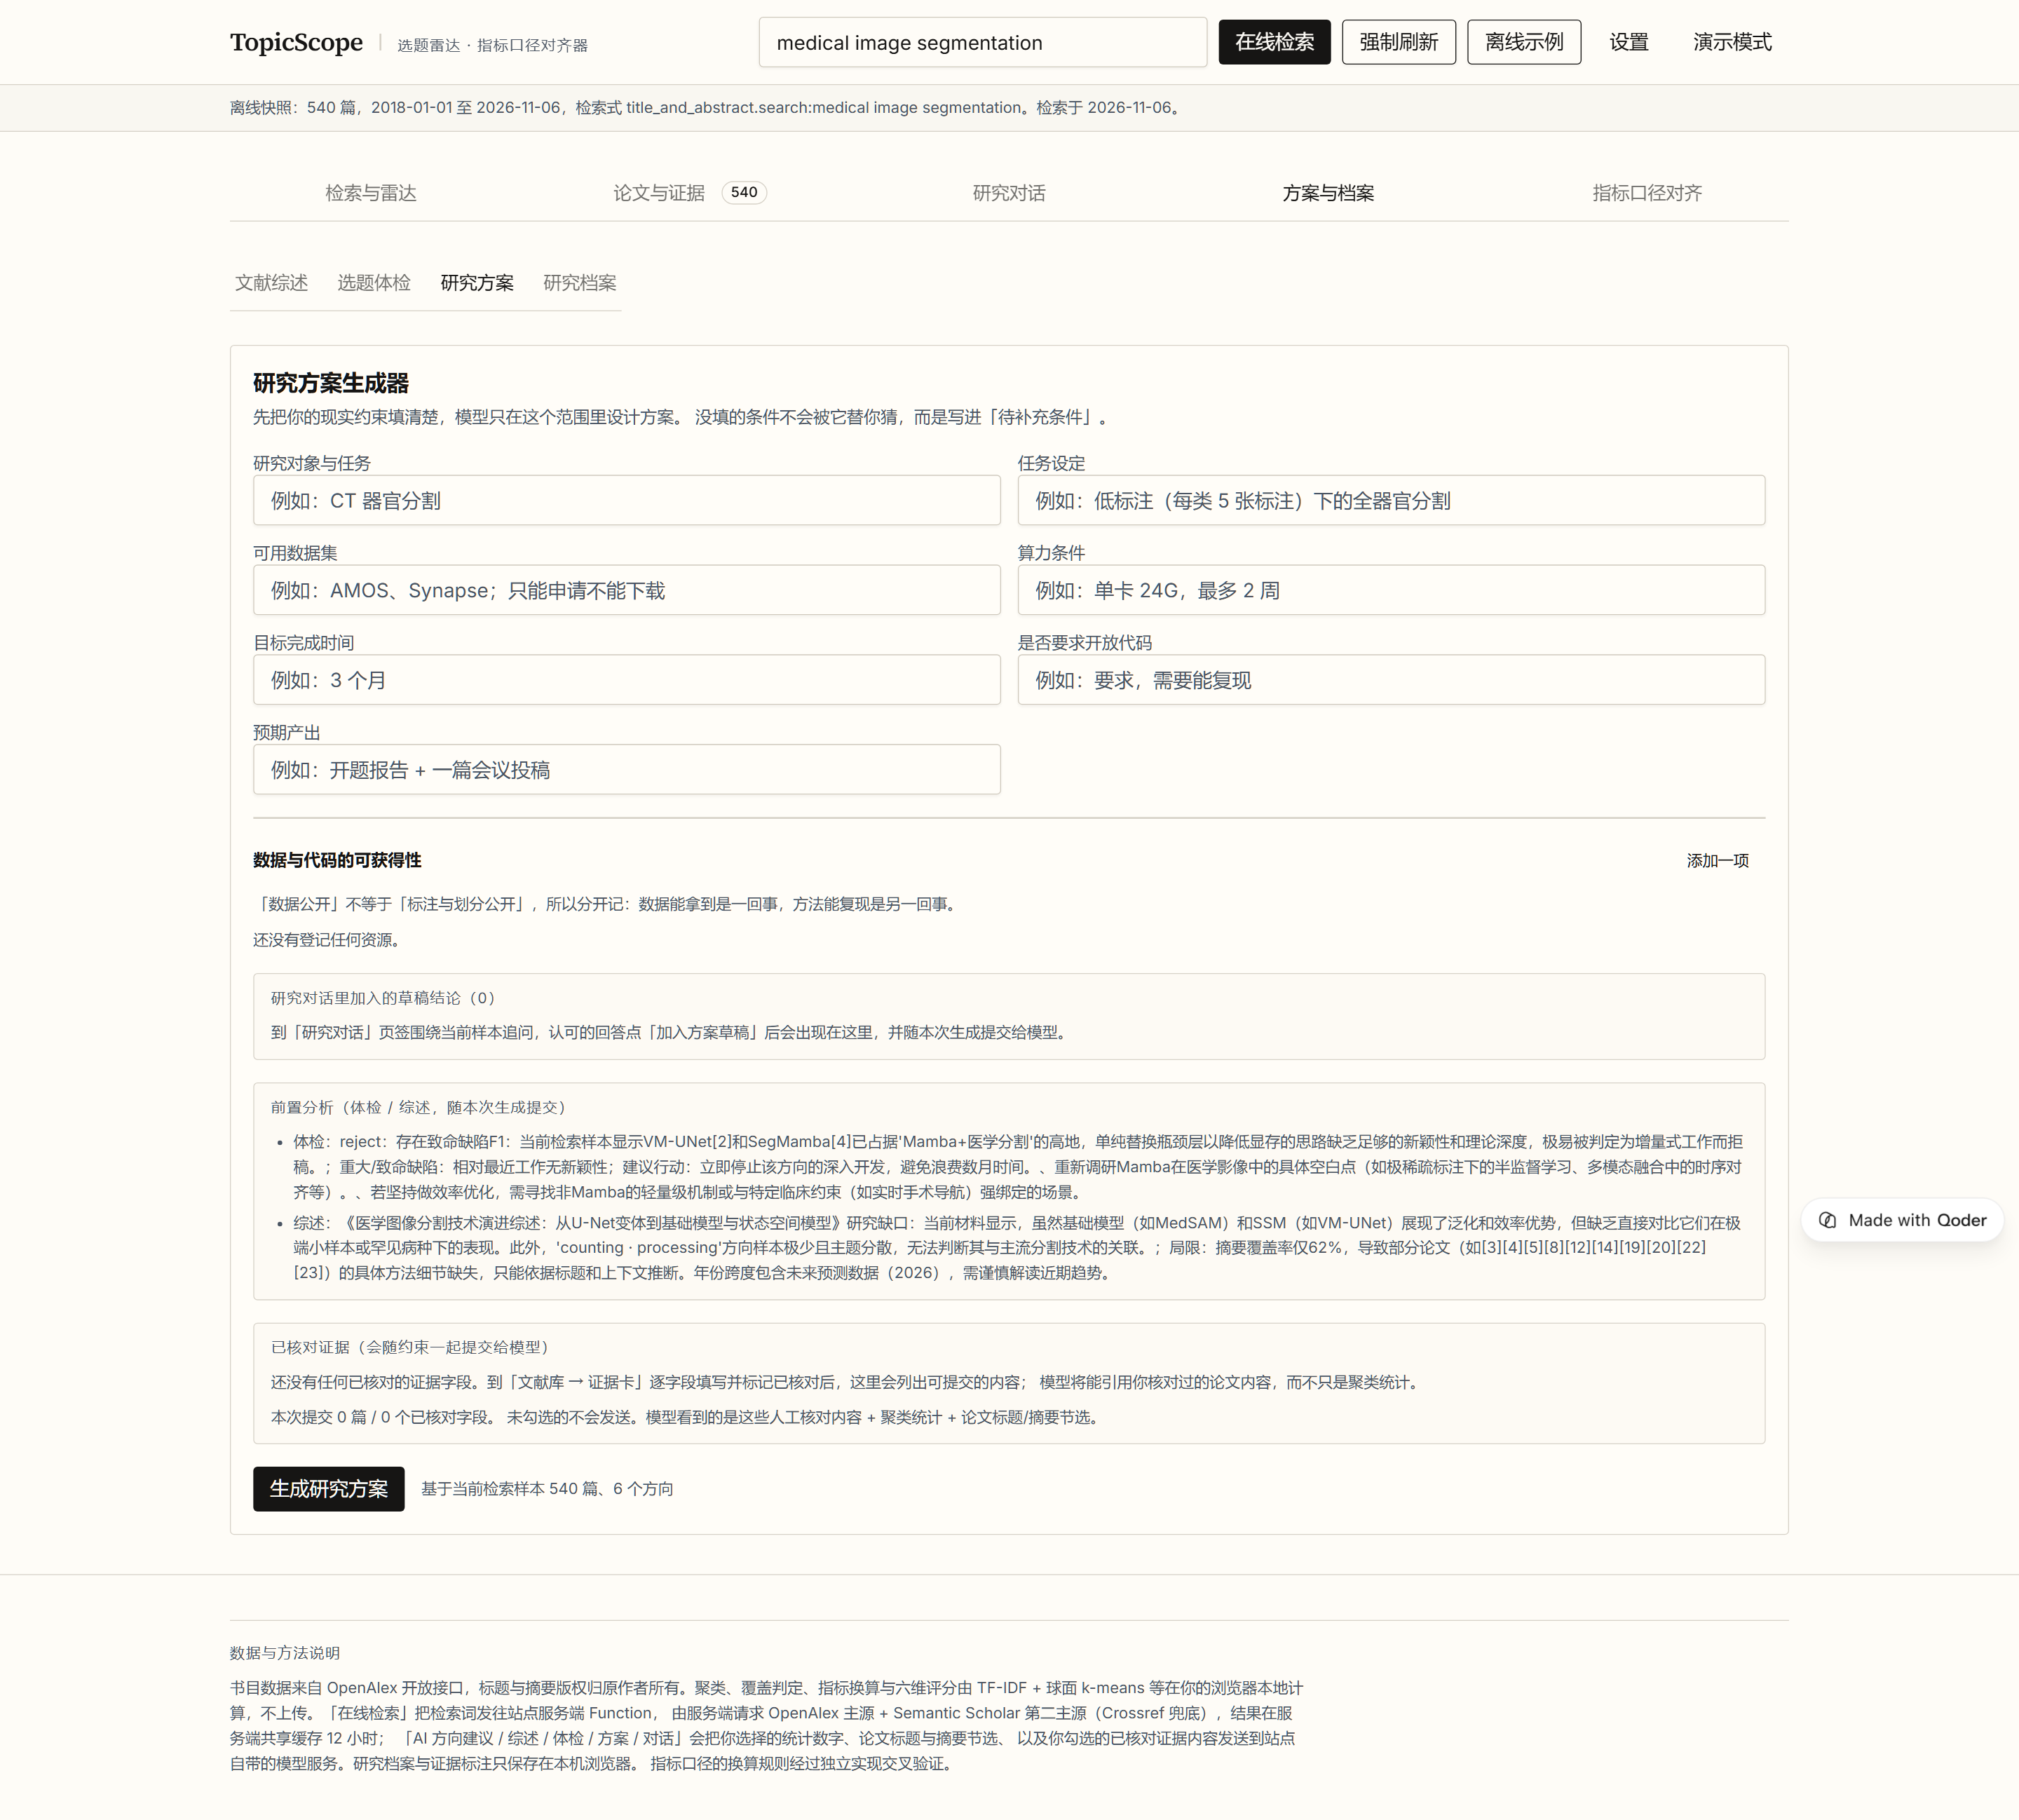 TopicScope
选题雷达 · 指标口径对齐器
medical image segmentation
在线检索
强制刷新
离线示例
设置
演示模式
离线快照：540 篇，2018-01-01 至 2026-11-06，检索式 title_and_abstract.search:medical image segmentation。检索于 2026-11-06。
检索与雷达
论文与证据 540
研究对话
方案与档案
指标口径对齐
文献综述
选题体检
研究方案
研究档案
研究方案生成器
先把你的现实约束填清楚，模型只在这个范围里设计方案。 没填的条件不会被它替你猜，而是写进「待补充条件」。
研究对象与任务
例如：CT 器官分割
任务设定
例如：低标注（每类 5 张标注）下的全器官分割
可用数据集
例如：AMOS、Synapse；只能申请不能下载
算力条件
例如：单卡 24G，最多 2 周
目标完成时间
例如：3 个月
是否要求开放代码
例如：要求，需要能复现
预期产出
例如：开题报告 + 一篇会议投稿
数据与代码的可获得性
添加一项
「数据公开」不等于「标注与划分公开」，所以分开记：数据能拿到是一回事，方法能复现是另一回事。
还没有登记任何资源。
研究对话里加入的草稿结论（0）
到「研究对话」页签围绕当前样本追问，认可的回答点「加入方案草稿」后会出现在这里，并随本次生成提交给模型。
前置分析（体检 / 综述，随本次生成提交）
• 体检：reject：存在致命缺陷F1：当前检索样本显示VM-UNet[2]和SegMamba[4]已占据'Mamba+医学分割'的高地，单纯替换瓶颈层以降低显存的思路缺乏足够的新颖性和理论深度，极易被判定为增量式工作而拒
稿。；重大/致命缺陷：相对最近工作无新颖性；建议行动：立即停止该方向的深入开发，避免浪费数月时间。、重新调研Mamba在医学影像中的具体空白点（如极稀疏标注下的半监督学习、多模态融合中的时序对
齐等）。、若坚持做效率优化，需寻找非Mamba的轻量级机制或与特定临床约束（如实时手术导航）强绑定的场景。
• 综述：《医学图像分割技术演进综述：从U-Net变体到基础模型与状态空间模型》研究缺口：当前材料显示，虽然基础模型（如MedSAM）和SSM（如VM-UNet）展现了泛化和效率优势，但缺乏直接对比它们在极
端小样本或罕见病种下的表现。此外，'counting · processing'方向样本极少且主题分散，无法判断其与主流分割技术的关联。；局限：摘要覆盖率仅62%，导致部分论文（如[3][4][5][8][12][14][19][20][22]
[23]）的具体方法细节缺失，只能依据标题和上下文推断。年份跨度包含未来预测数据（2026），需谨慎解读近期趋势。
已核对证据（会随约束一起提交给模型）
还没有任何已核对的证据字段。到「文献库 → 证据卡」逐字段填写并标记已核对后，这里会列出可提交的内容； 模型将能引用你核对过的论文内容，而不只是聚类统计。
本次提交 0 篇 / 0 个已核对字段。 未勾选的不会发送。模型看到的是这些人工核对内容 + 聚类统计 + 论文标题/摘要节选。
生成研究方案
基于当前检索样本 540 篇、6 个方向
Made with Qoder
数据与方法说明
书目数据来自 OpenAlex 开放接口，标题与摘要版权归原作者所有。聚类、覆盖判定、指标换算与六维评分由 TF-IDF + 球面 k-means 等在你的浏览器本地计
算，不上传。「在线检索」把检索词发往站点服务端 Function， 由服务端请求 OpenAlex 主源 + Semantic Scholar 第二主源（Crossref 兜底），结果在服
务端共享缓存 12 小时； 「AI 方向建议 / 综述 / 体检 / 方案 / 对话」会把你选择的统计数字、论文标题与摘要节选、 以及你勾选的已核对证据内容发送到站点
自带的模型服务。研究档案与证据标注只保存在本机浏览器。 指标口径的换算规则经过独立实现交叉验证。